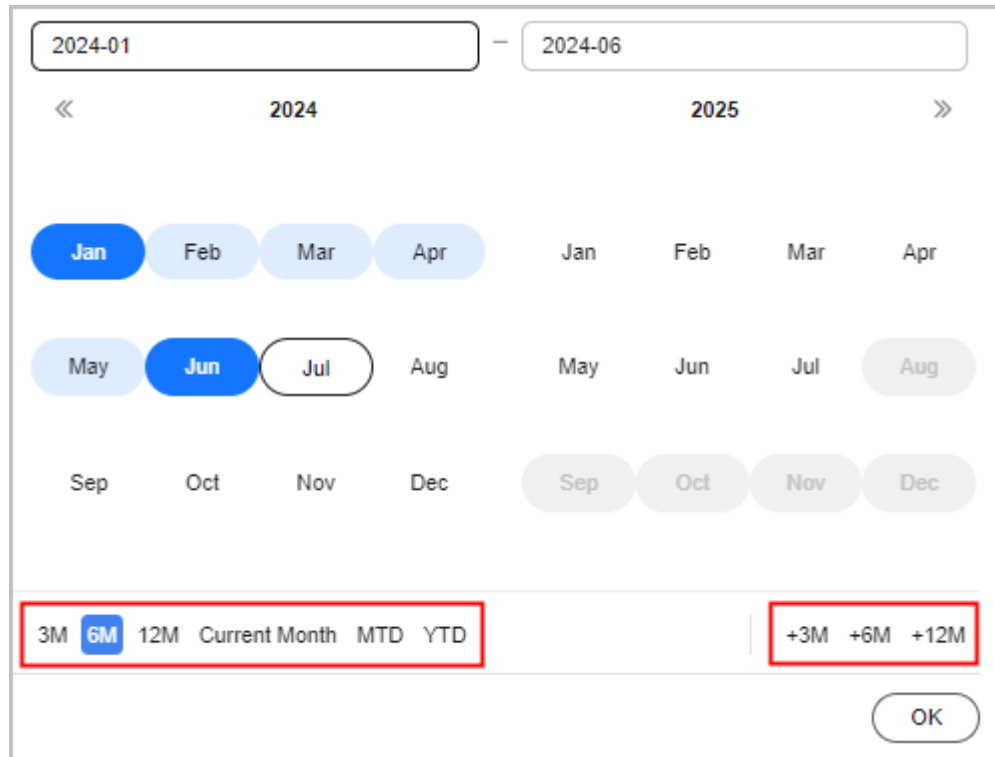 2024-01 – 2024-06
2024 2025
Jan Feb Mar Apr Jan Feb Mar Apr
May Jun Jul Aug May Jun Jul Aug
Sep Oct Nov Dec Sep Oct Nov Dec
3M 6M 12M Current Month MTD YTD +3M +6M +12M
OK